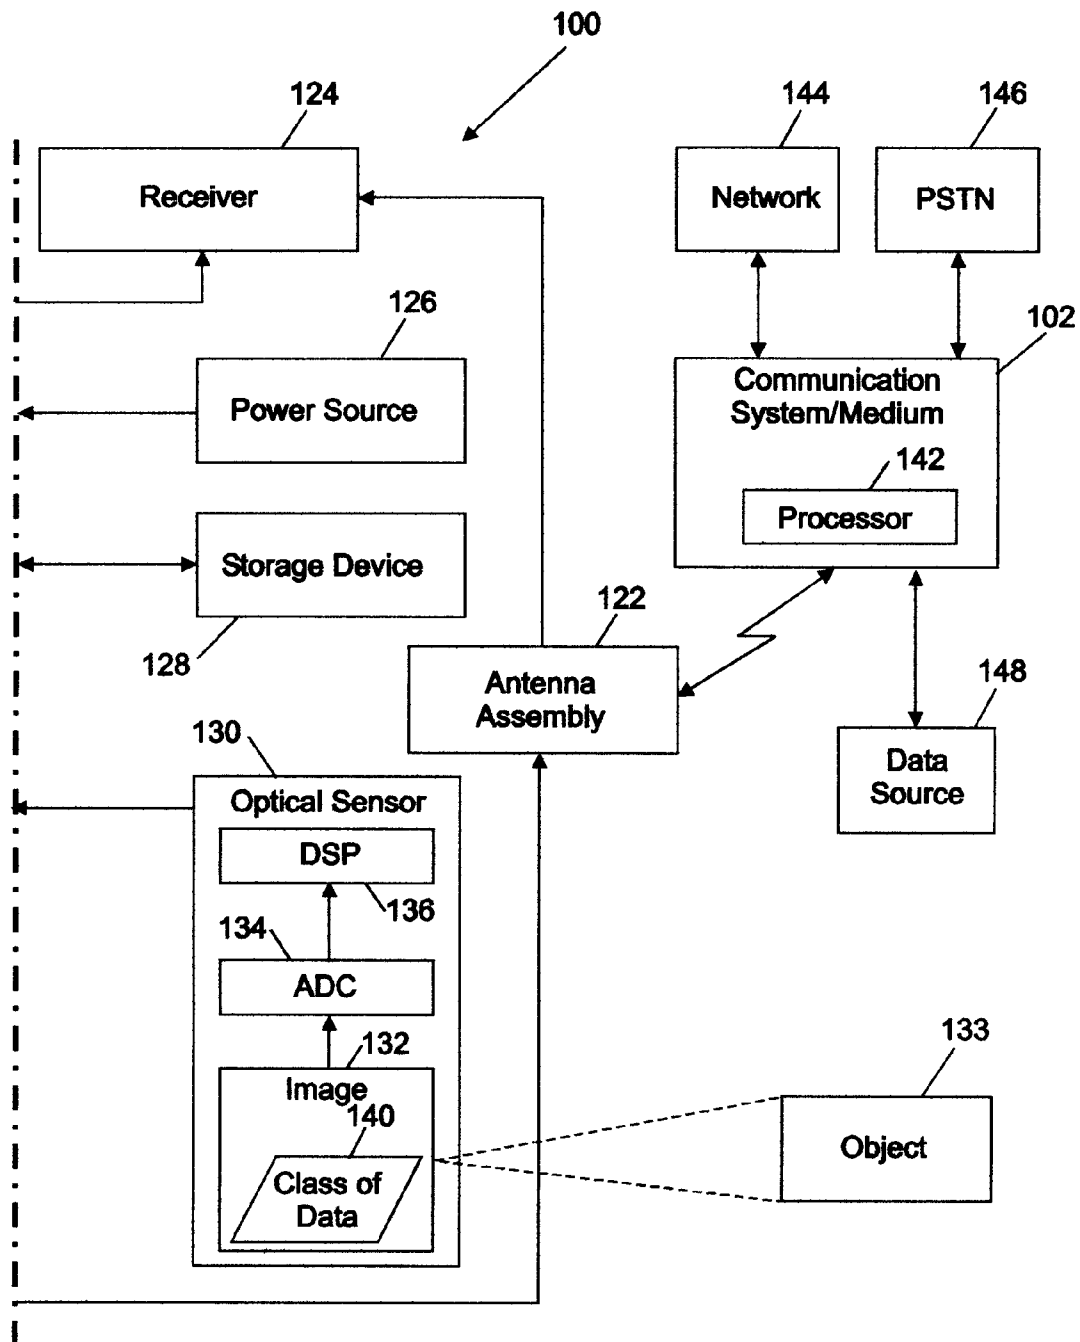 100
124
144
146
Receiver
Network
PSTN
126
102
Power Source
Communication
System/Medium
142
Processor
Storage Device
128
122
Antenna
Assembly
148
Data
Source
130
Optical Sensor
DSP
136
134
ADC
132
Image
140
Class of
Data
133
Object